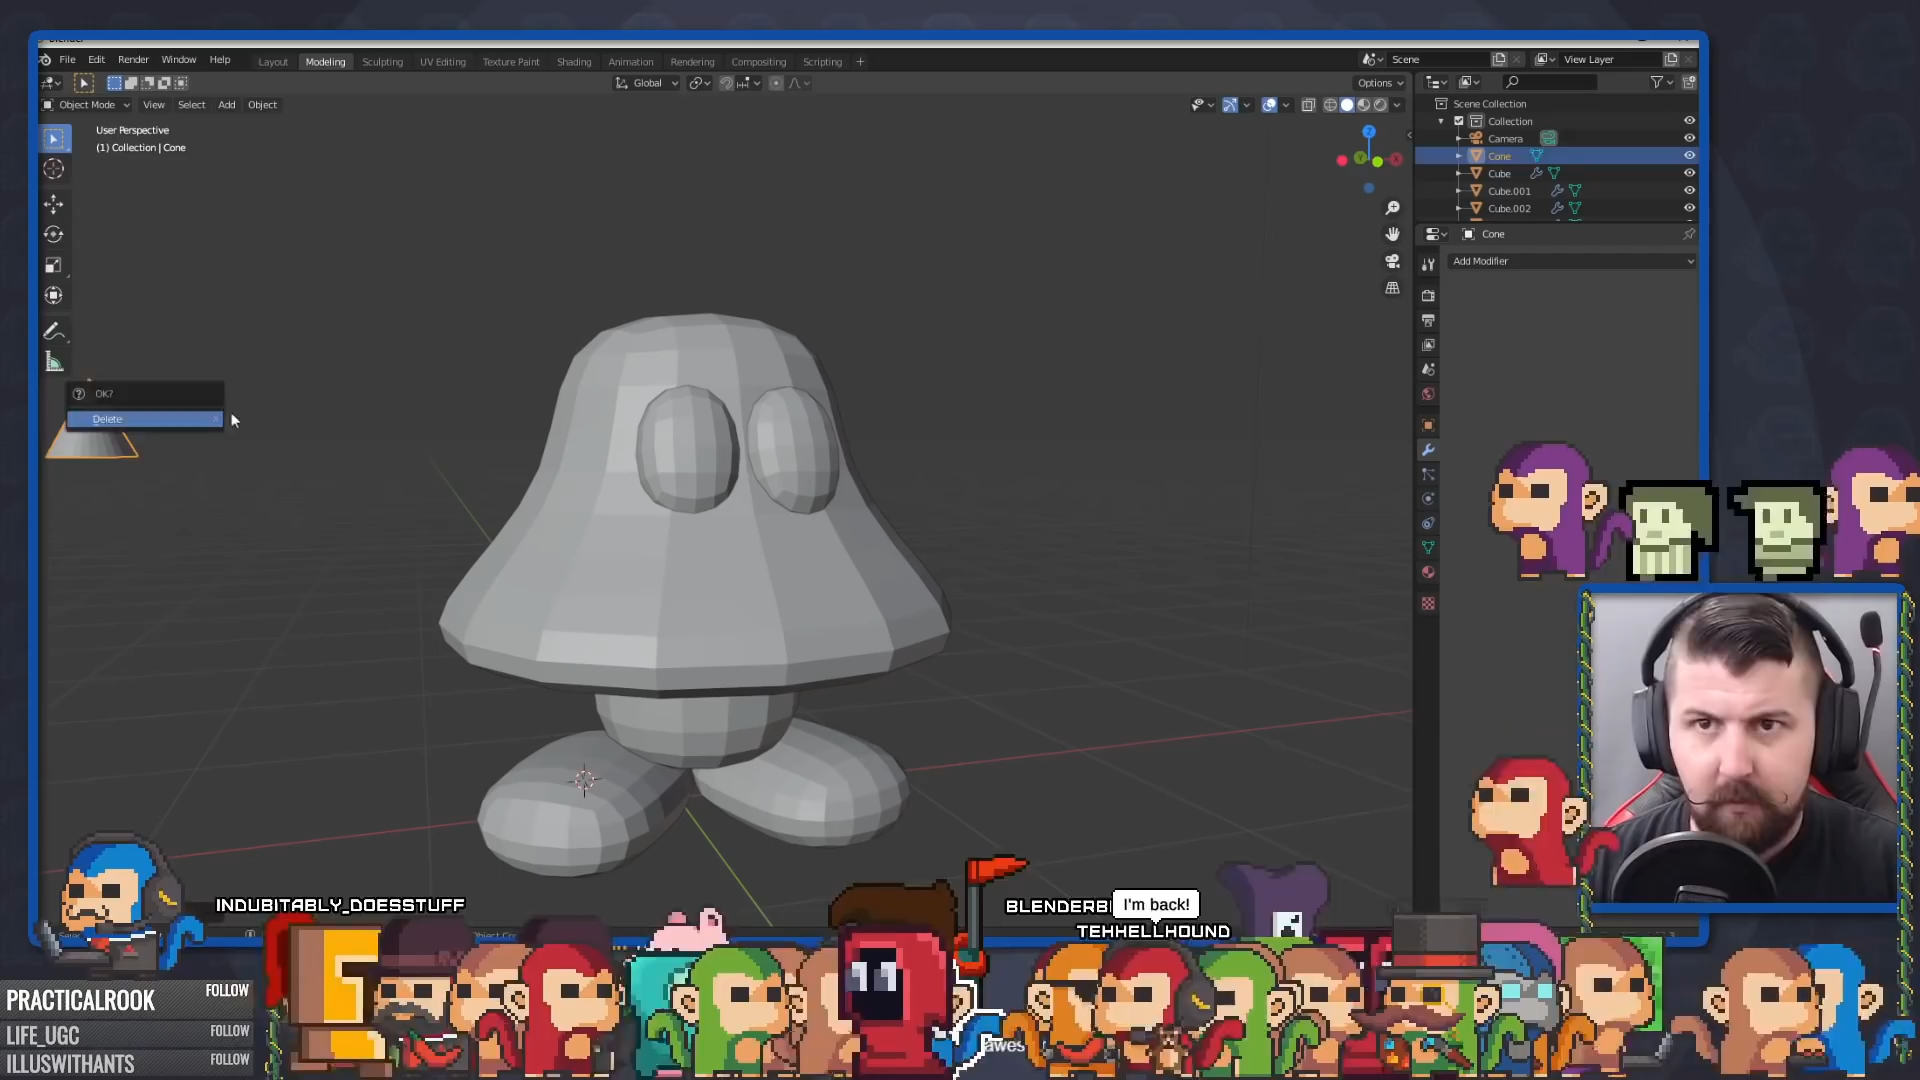 File Edit Render Window Help
Layout Modeling Sculpting UV Editing Texture Paint Shading Animation Rendering Compositing Scripting +
Scene
View Layer
Global
Options
Object Mode View Select Add Object
User Perspective
(1) Collection | Cone
Scene Collection
Collection
Camera
Cone
Cube
Cube.001
Cube.002
Cone
Add Modifier
OK?
Delete
INDUBITABLY_DOESSTUFF
I'm back!
TEHHELLHOUND
PRACTICALROOK FOLLOW
LIFE_UGC FOLLOW
ILLUSWITHANTS FOLLOW